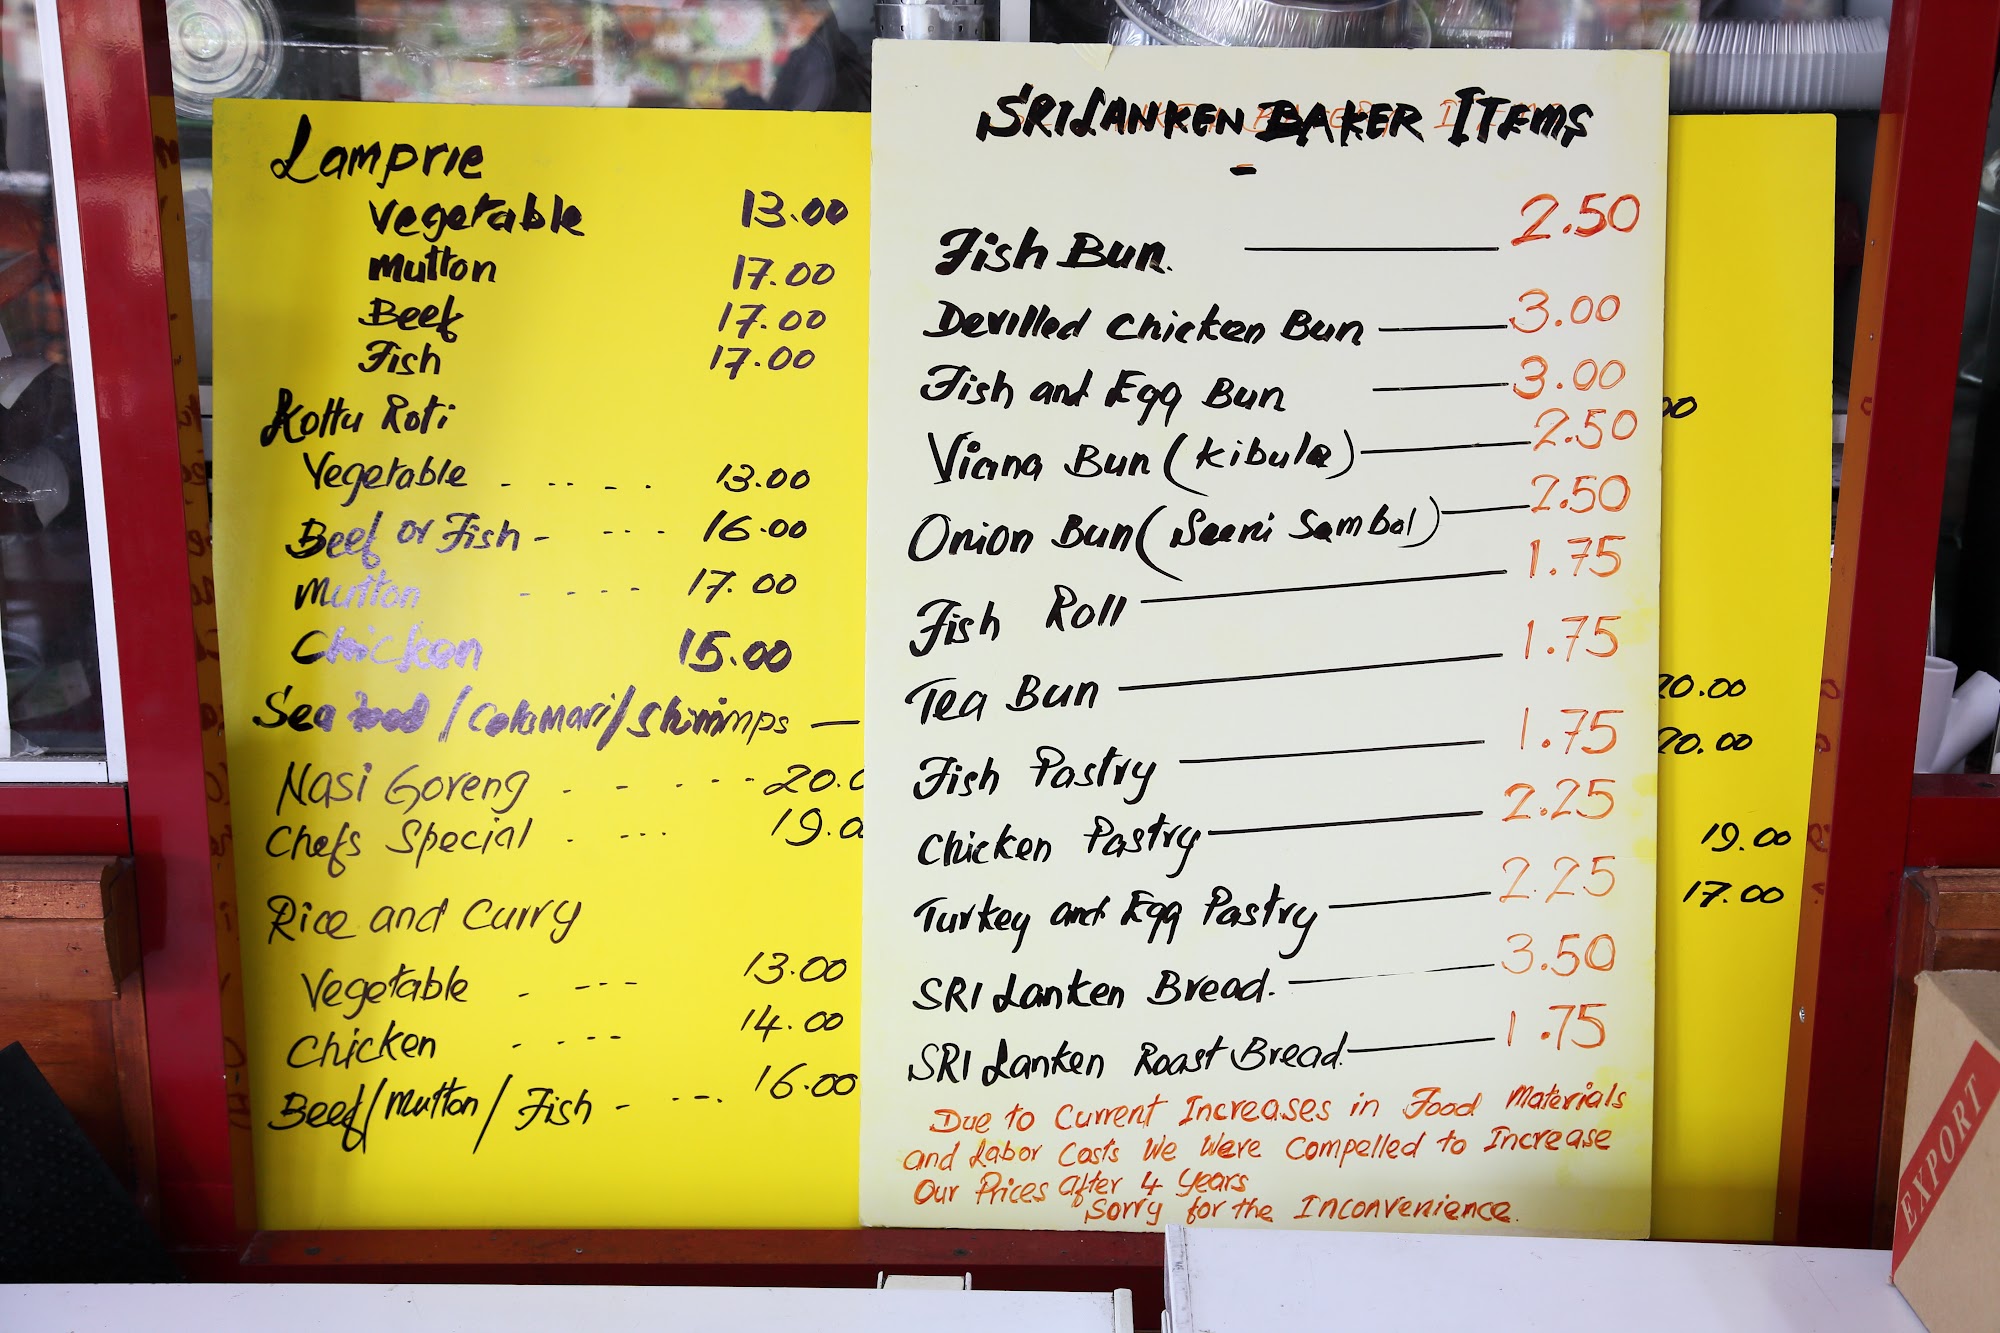 Lamprie
Vegetable 13.00
Mutton 17.00
Beef 17.00
Fish 17.00
Kottu Roti
Vegetable - -- - . 13.00
Beef or Fish - --- 16.00
Mutton - - - - 17.00
Chicken 15.00
Sea food / Calamari / Shrimmps —
Nasi Goreng . - . - -- 20.0
Chefs Special . --- 19.0
Rice and Curry
Vegetable - --- 13.00
Chicken - --- 14.00
Beef/Mutton/Fish - ---. 16.00
SRI LANKEN BAKER ITEMS
-
Fish Bun. — 2.50
Devilled Chicken Bun — 3.00
Fish and Egg Bun — 3.00
Viana Bun (Kibula) — 2.50
Onion Bun (Seeni Sambol) — 2.50
Fish Roll — 1.75
Tea Bun — 1.75
Fish Pastry — 1.75
Chicken Pastry — 2.25
Turkey and Egg Pastry — 2.25
SRI Lanken Bread. — 3.50
SRI Lanken Roast Bread — 1.75
Due to Current Increases in Food Materials
and Labor Costs We Were Compelled to Increase
Our Prices after 4 years
Sorry for the Inconvenience.
00
20.00
20.00
19.00
17.00
EXPORT